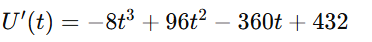 U′(t) = −8t³ + 96t² − 360t + 432